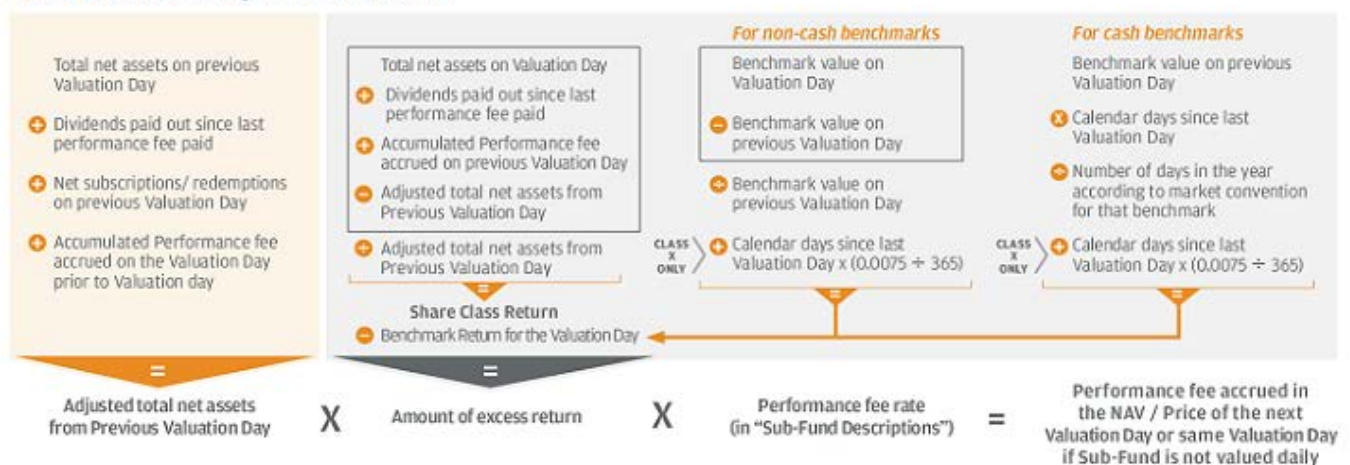 Total net assets on previous
Valuation Day
+ Dividends paid out since last
performance fee paid
+ Net subscriptions/ redemptions
on previous Valuation Day
+ Accumulated Performance fee
accrued on the Valuation Day
prior to Valuation day
=
Adjusted total net assets
from Previous Valuation Day
X
Total net assets on Valuation Day
+ Dividends paid out since last
performance fee paid
+ Accumulated Performance fee
accrued on previous Valuation Day
− Adjusted total net assets from
Previous Valuation Day
÷ Adjusted total net assets from
Previous Valuation Day
=
Share Class Return
− Benchmark Return for the Valuation Day
=
Amount of excess return
For non-cash benchmarks
Benchmark value on
Valuation Day
− Benchmark value on
previous Valuation Day
÷ Benchmark value on
previous Valuation Day
CLASS
X
ONLY
+ Calendar days since last
Valuation Day x (0.0075 ÷ 365)
=
For cash benchmarks
Benchmark value on previous
Valuation Day
x Calendar days since last
Valuation Day
÷ Number of days in the year
according to market convention
for that benchmark
CLASS
X
ONLY
+ Calendar days since last
Valuation Day x (0.0075 ÷ 365)
=
X
Performance fee rate
(in “Sub-Fund Descriptions”)
=
Performance fee accrued in
the NAV / Price of the next
Valuation Day or same Valuation Day
if Sub-Fund is not valued daily